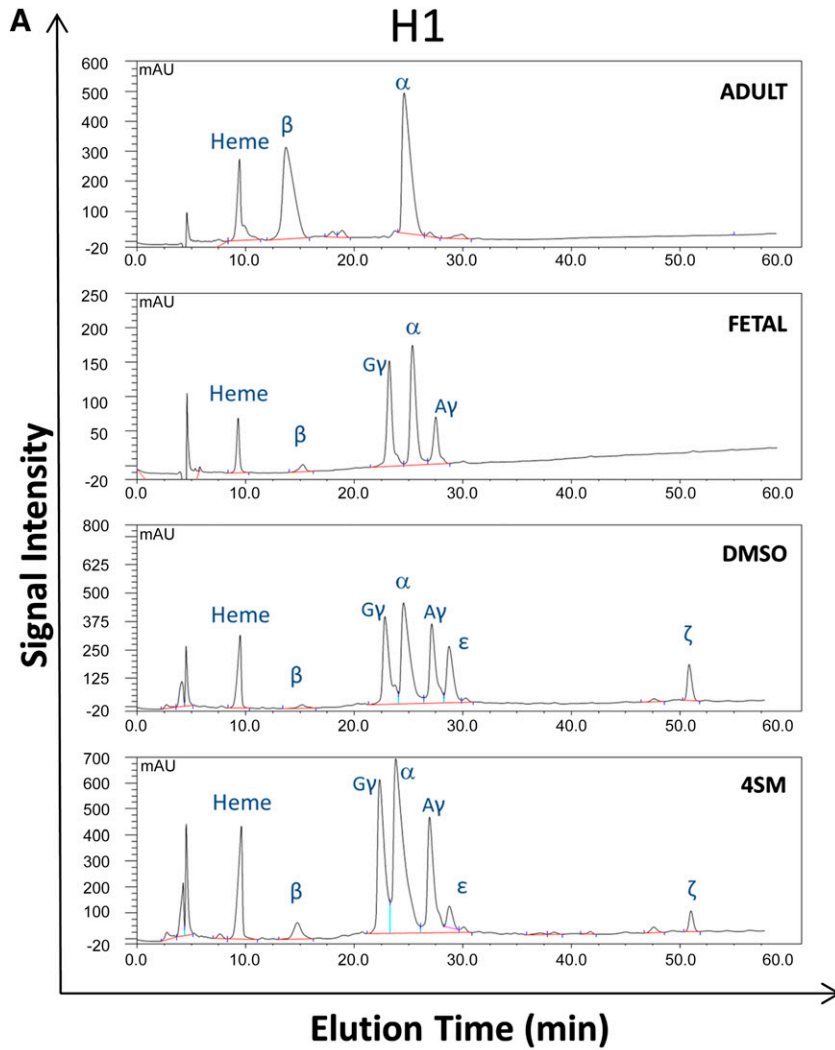 A
H1
Signal Intensity
mAU
ADULT
600
500
400
300
200
100
-20
Heme
β
α
0.0 10.0 20.0 30.0 40.0 50.0 60.0
mAU
FETAL
250
200
150
100
50
-20
Heme
β
Gγ
α
Aγ
0.0 10.0 20.0 30.0 40.0 50.0 60.0
mAU
DMSO
800
625
500
375
250
125
-20
Heme
β
Gγ
α
Aγ
ε
ζ
0.0 10.0 20.0 30.0 40.0 50.0 60.0
mAU
4SM
700
600
500
400
300
200
100
-20
Heme
β
Gγ
α
Aγ
ε
ζ
0.0 10.0 20.0 30.0 40.0 50.0 60.0
Elution Time (min)